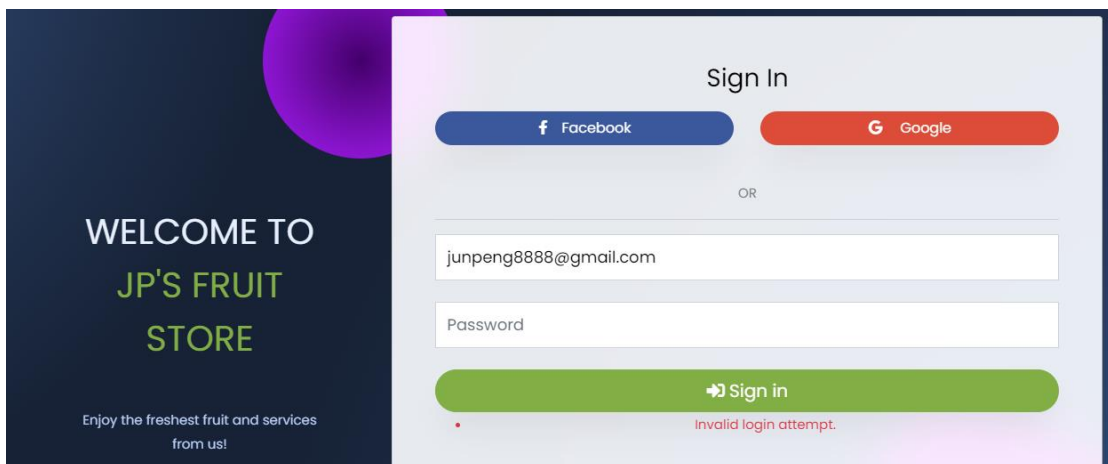 WELCOME TO
JP'S FRUIT
STORE
Enjoy the freshest fruit and services
from us!
Sign In
Facebook
Google
OR
junpeng8888@gmail.com
Password
Sign in
Invalid login attempt.